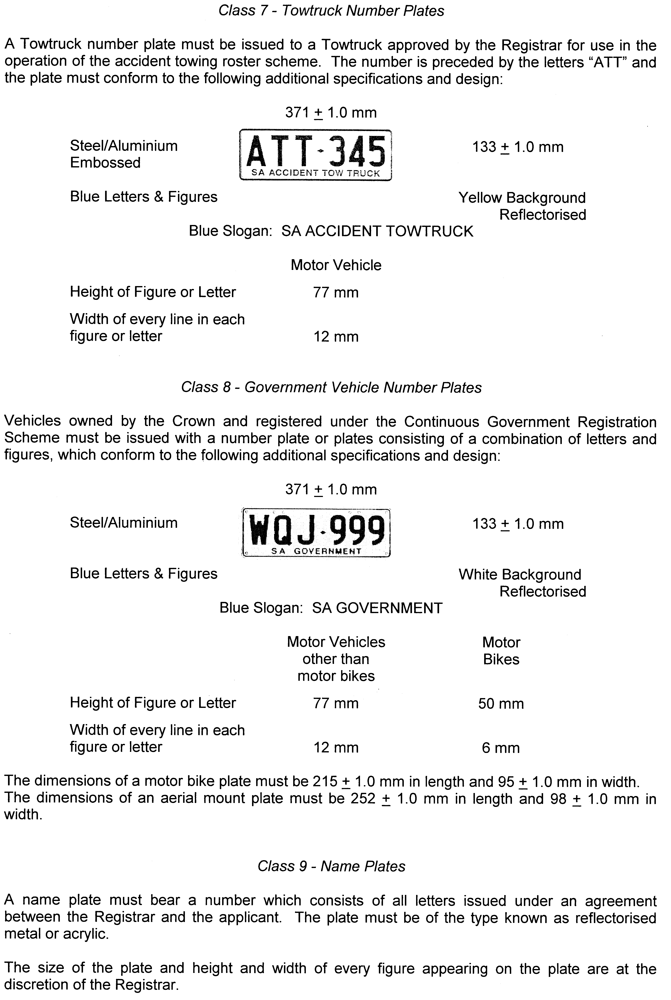 Class 7 - Towtruck Number Plates
A Towtruck number plate must be issued to a Towtruck approved by the Registrar for use in the
operation of the accident towing roster scheme. The number is preceded by the letters “ATT” and
the plate must conform to the following additional specifications and design:
371 ± 1.0 mm
Steel/Aluminium
Embossed
ATT-345
SA ACCIDENT TOW TRUCK
133 ± 1.0 mm
Blue Letters & Figures
Yellow Background
Reflectorised
Blue Slogan: SA ACCIDENT TOWTRUCK
Motor Vehicle
Height of Figure or Letter 77 mm
Width of every line in each
figure or letter 12 mm
Class 8 - Government Vehicle Number Plates
Vehicles owned by the Crown and registered under the Continuous Government Registration
Scheme must be issued with a number plate or plates consisting of a combination of letters and
figures, which conform to the following additional specifications and design:
371 ± 1.0 mm
Steel/Aluminium
WQJ-999
SA GOVERNMENT
133 ± 1.0 mm
Blue Letters & Figures
White Background
Reflectorised
Blue Slogan: SA GOVERNMENT
Motor Vehicles
other than
motor bikes
Motor
Bikes
Height of Figure or Letter 77 mm 50 mm
Width of every line in each
figure or letter 12 mm 6 mm
The dimensions of a motor bike plate must be 215 ± 1.0 mm in length and 95 ± 1.0 mm in width.
The dimensions of an aerial mount plate must be 252 ± 1.0 mm in length and 98 ± 1.0 mm in
width.
Class 9 - Name Plates
A name plate must bear a number which consists of all letters issued under an agreement
between the Registrar and the applicant. The plate must be of the type known as reflectorised
metal or acrylic.
The size of the plate and height and width of every figure appearing on the plate are at the
discretion of the Registrar.